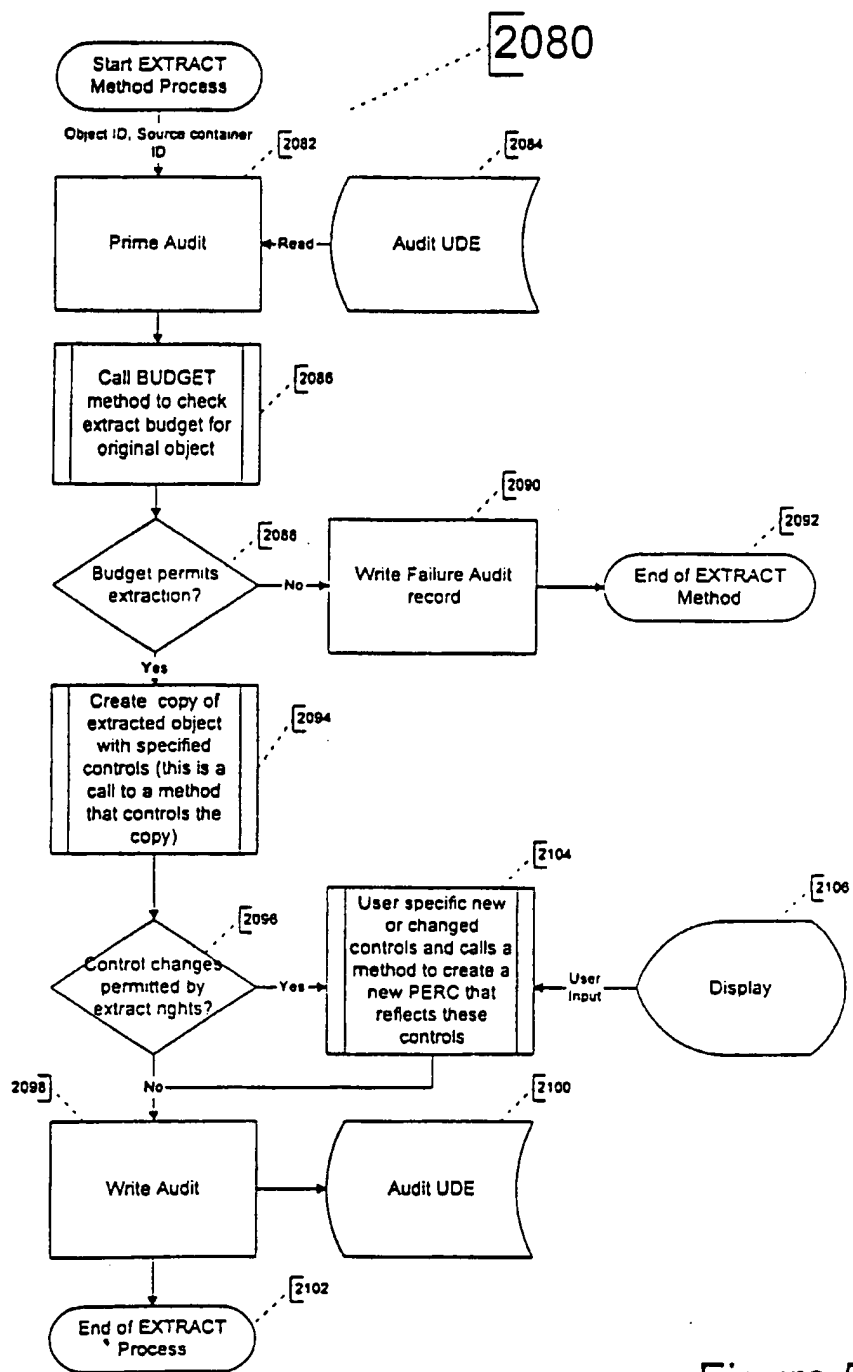 2080
Start EXTRACT
Method Process
Object ID, Source container
ID
2082
2084
Prime Audit
Read
Audit UDE
Call BUDGET
method to check
extract budget for
original object
2086
2088
Budget permits
extraction?
No
2090
Write Failure Audit
record
2092
End of EXTRACT
Method
Yes
Create copy of
extracted object
with specified
controls (this is a
call to a method
that controls the
copy)
2094
2096
Control changes
permitted by
extract rights?
Yes
2104
User specific new
or changed
controls and calls a
method to create a
new PERC that
reflects these
controls
User
Input
2106
Display
No
2098
Write Audit
2100
Audit UDE
2102
End of EXTRACT
Process